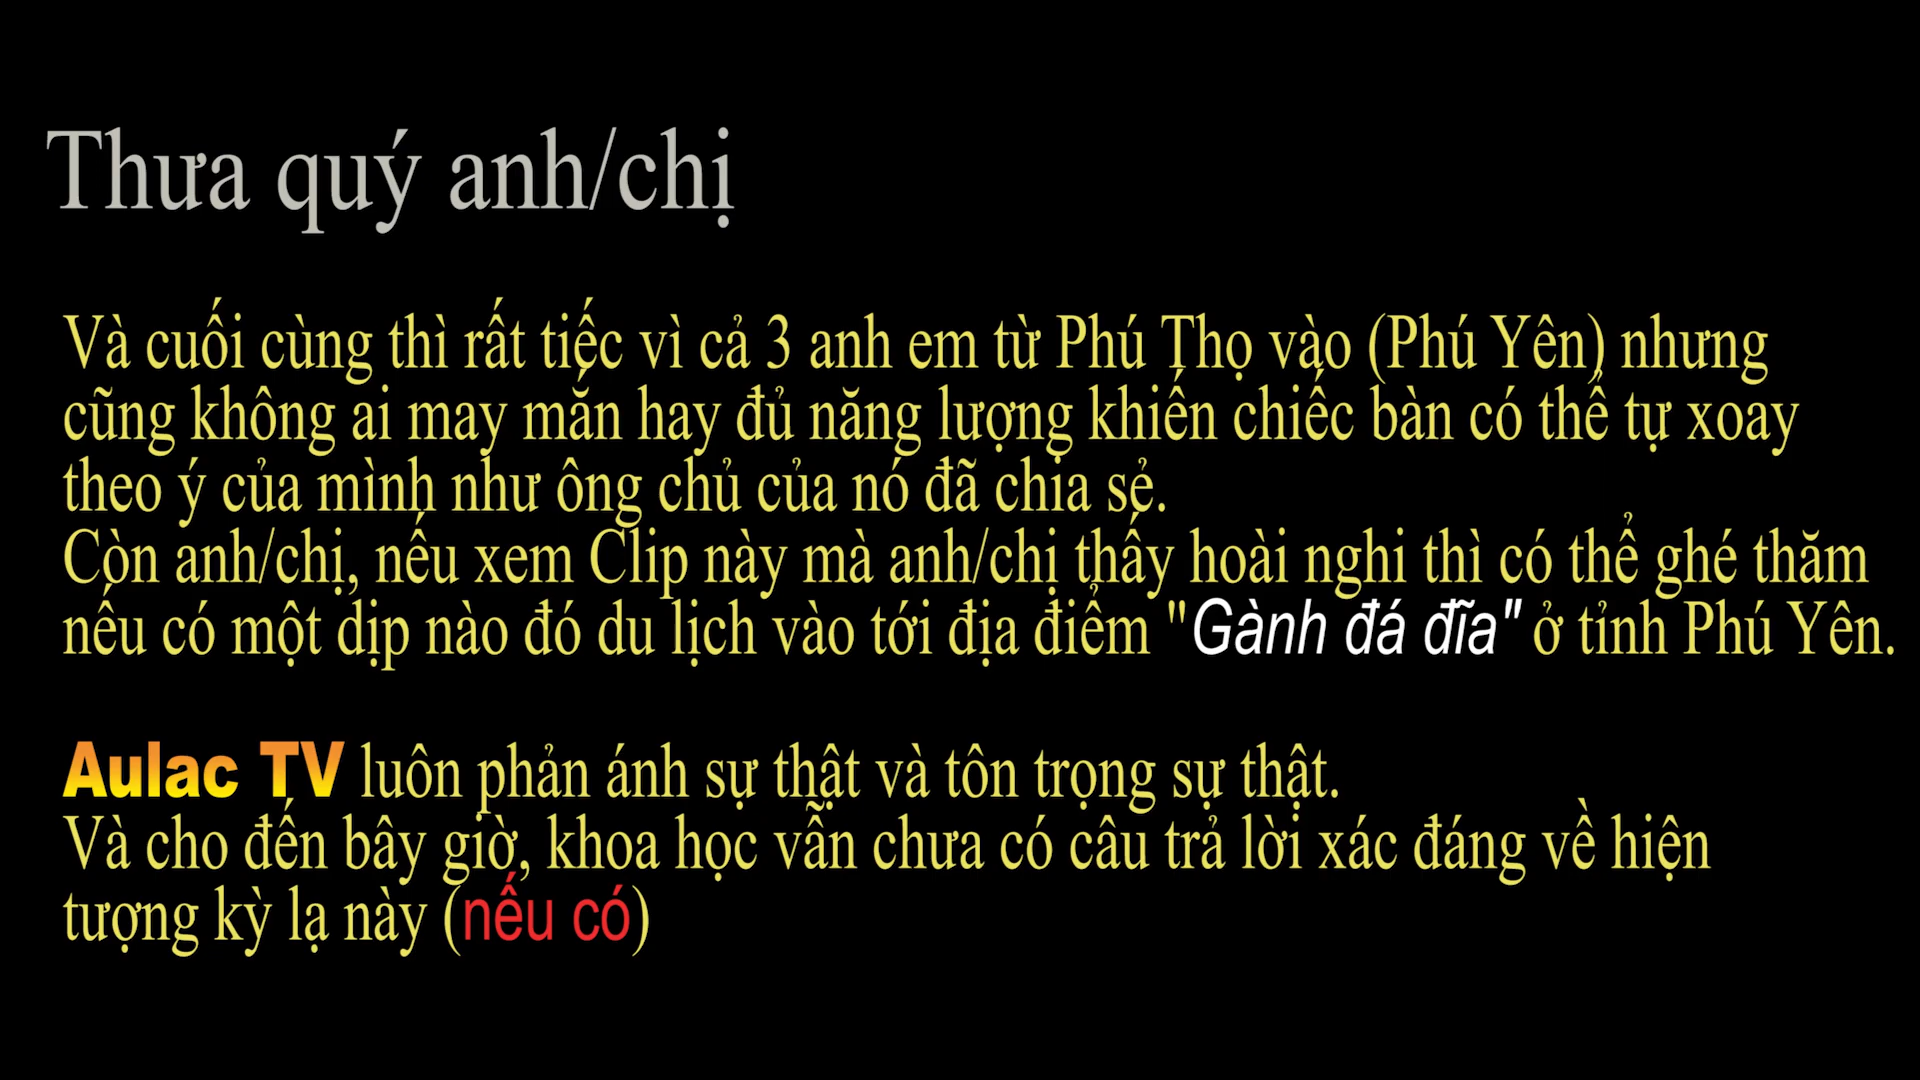 Thưa quý anh/chị
Và cuối cùng thì rất tiếc vì cả 3 anh em từ Phú Thọ vào (Phú Yên) nhưng
cũng không ai may mắn hay đủ năng lượng khiến chiếc bàn có thể tự xoay
theo ý của mình như ông chủ của nó đã chia sẻ.
Còn anh/chị, nếu xem Clip này mà anh/chị thấy hoài nghi thì có thể ghé thăm
nếu có một dịp nào đó du lịch vào tới địa điểm "Gành đá đĩa" ở tỉnh Phú Yên.
Aulac TV luôn phản ánh sự thật và tôn trọng sự thật.
Và cho đến bây giờ, khoa học vẫn chưa có câu trả lời xác đáng về hiện
tượng kỳ lạ này (nếu có)